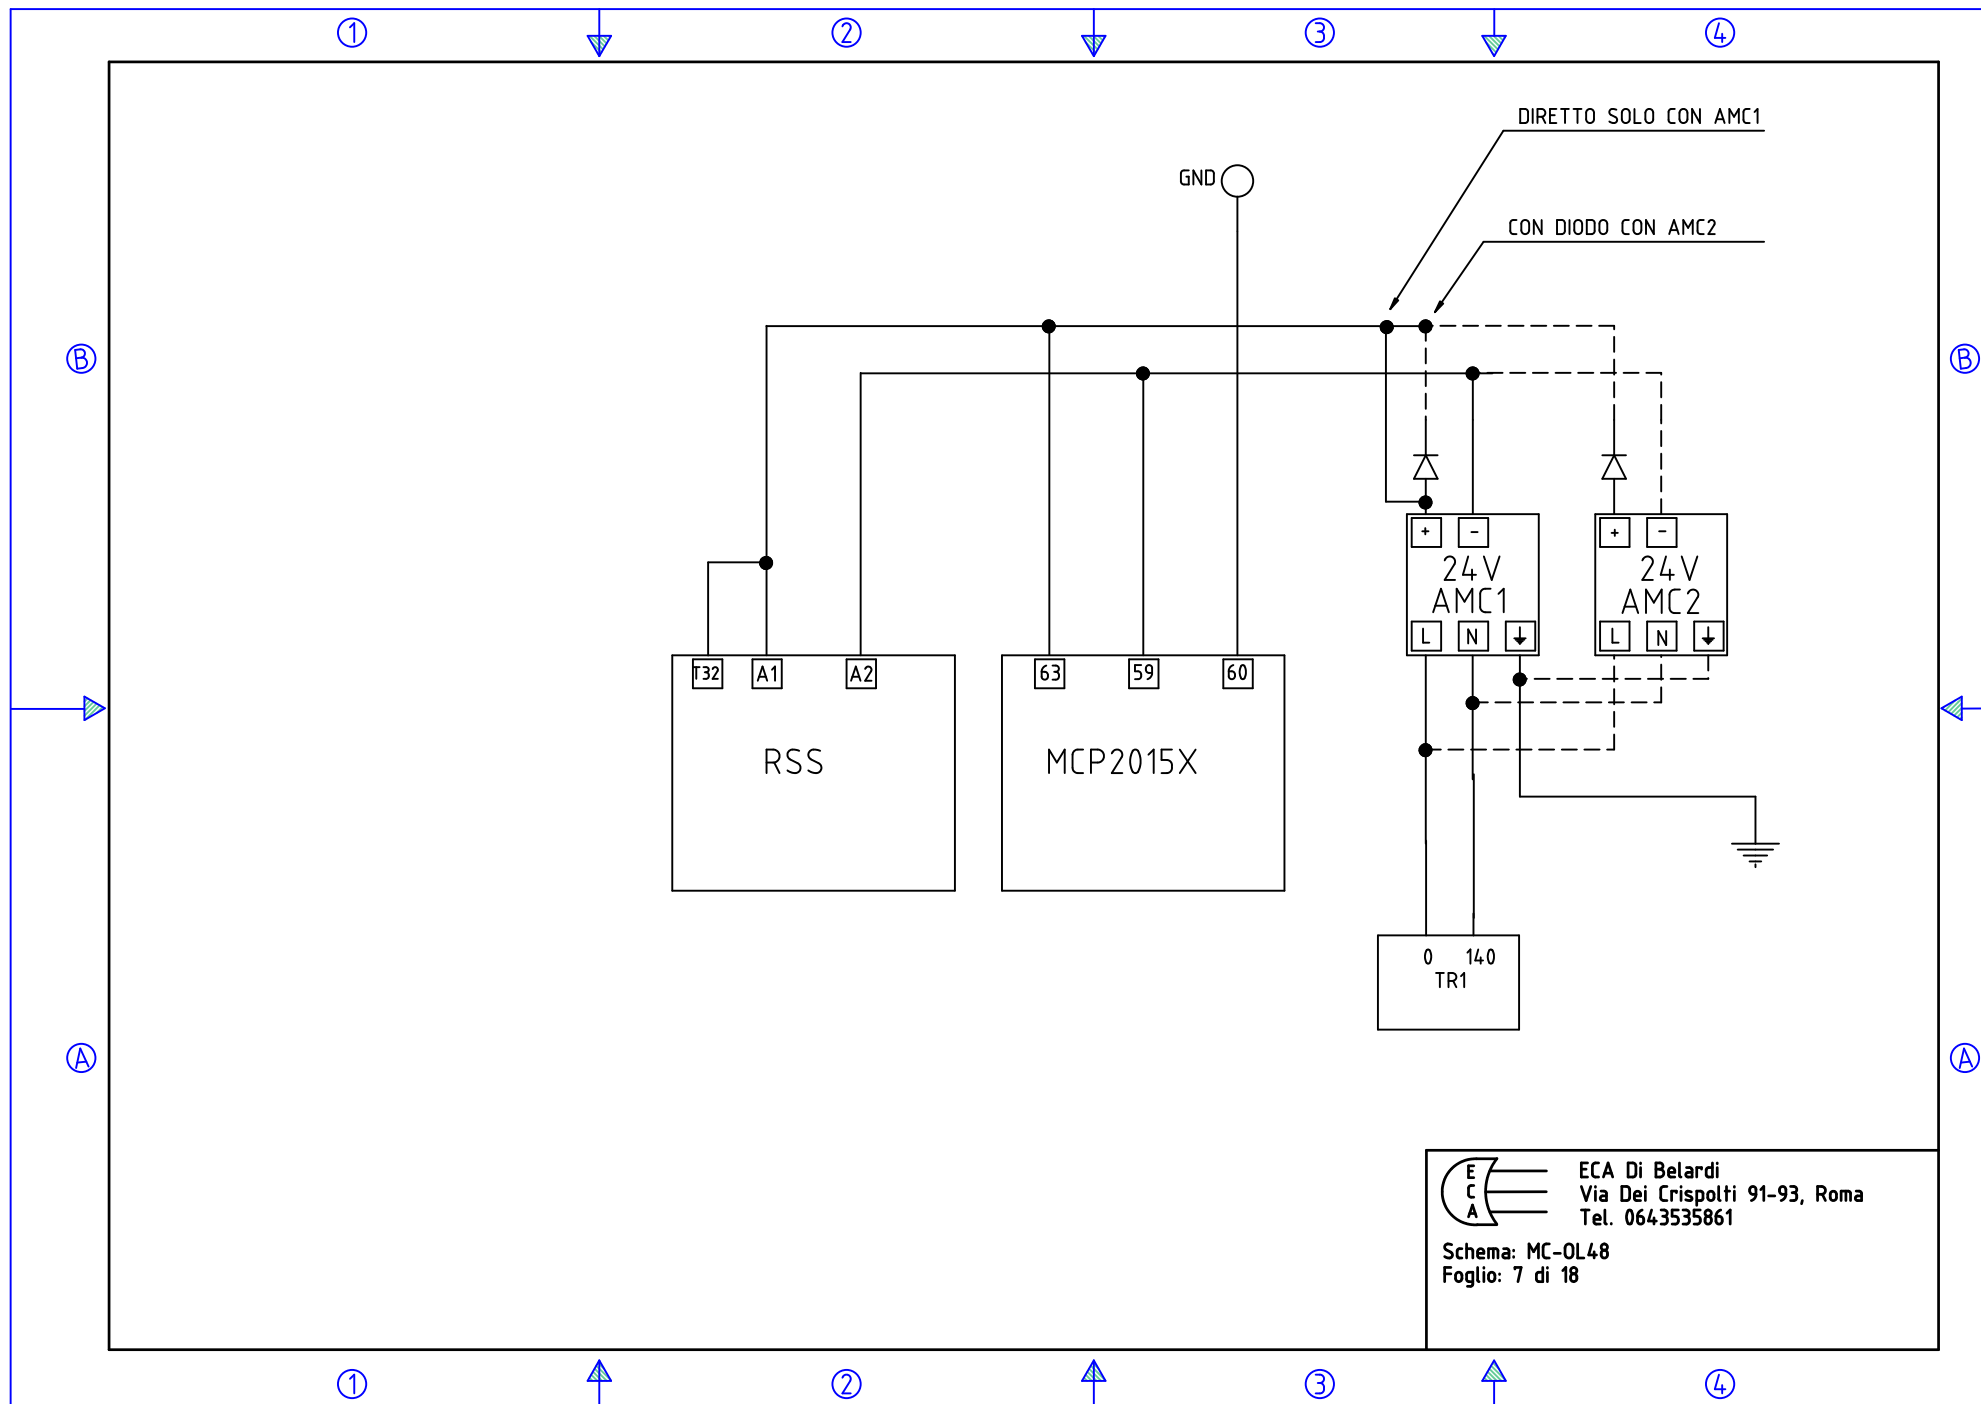 1 2 3 4
DIRETTO SOLO CON AMC1
GND
CON DIODO CON AMC2
B B
+ - + -
24V 24V
AMC1 AMC2
L N L N
T32 A1 A2 63 59 60
RSS MCP2015X
0 140
TR1
A A
E
C
A
ECA Di Belardi
Via Dei Crispolti 91-93, Roma
Tel. 0643535861
Schema: MC-OL48
Foglio: 7 di 18
1 2 3 4